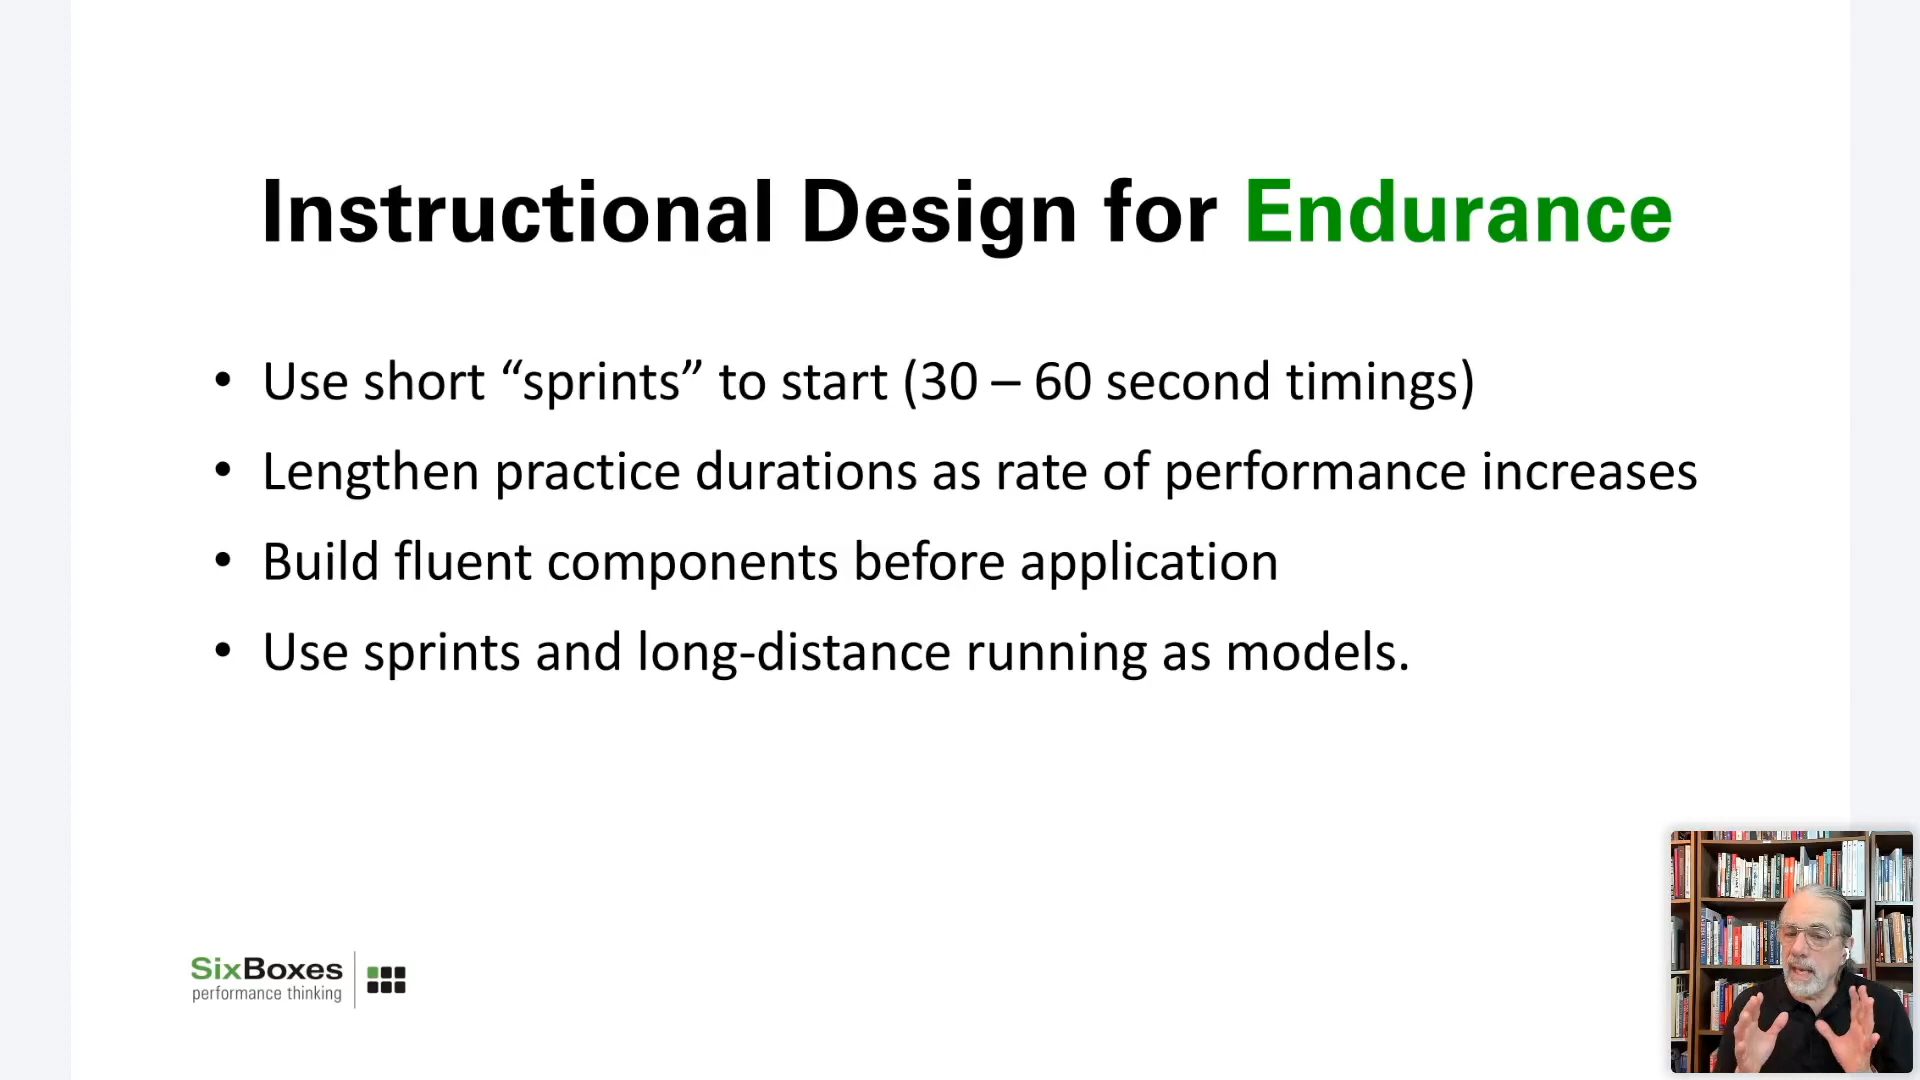 Instructional Design for Endurance
• Use short “sprints” to start (30 – 60 second timings)
• Lengthen practice durations as rate of performance increases
• Build fluent components before application
• Use sprints and long-distance running as models.
SixBoxes
performance thinking